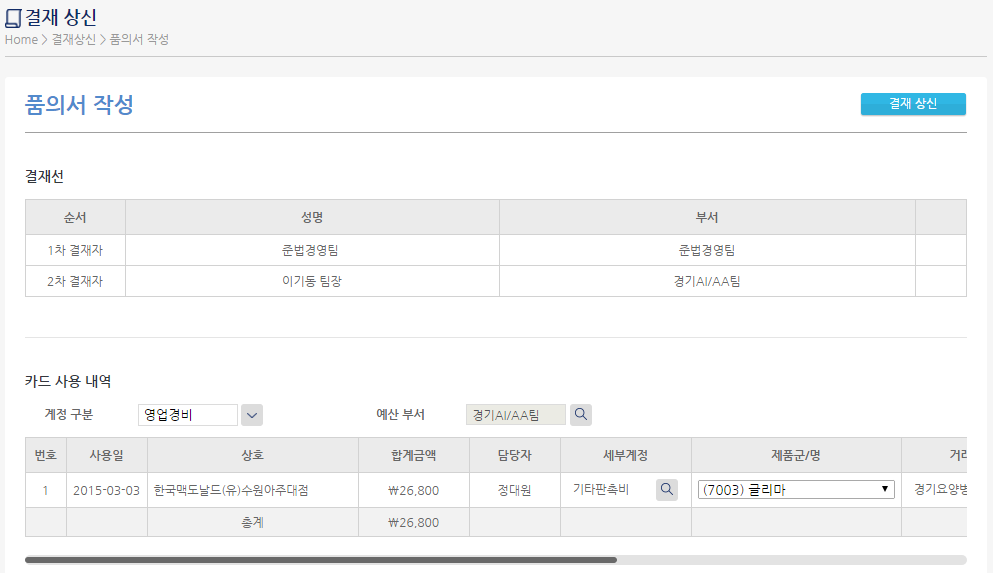 결재 상신
Home > 결재상신 > 품의서 작성
품의서 작성
결재 상신
결재선
순서 성명 부서
1차 결재자 준법경영팀 준법경영팀
2차 결재자 이기동 팀장 경기AI/AA팀
카드 사용 내역
계정 구분 영업경비 예산 부서 경기AI/AA팀
번호 사용일 상호 합계금액 담당자 세부계정 제품군/명
1 2015-03-03 한국맥도날드(유)수원아주대점 ₩26,800 정대원 기타판촉비 (7003) 글리마 경기요양
총계 ₩26,800